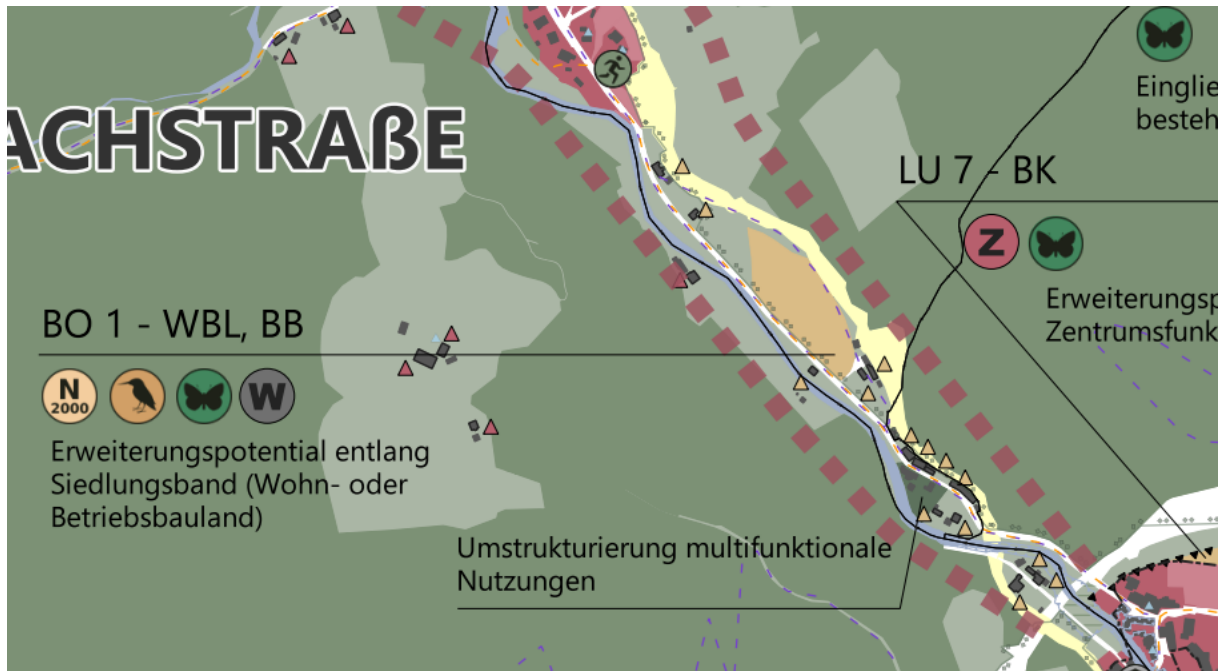 Einglie
besteh
ACHSTRAßE
LU 7 - BK
Z
Erweiterungsp
Zentrumsfunk
BO 1 - WBL, BB
N
2000
W
Erweiterungspotential entlang
Siedlungsband (Wohn- oder
Betriebsbauland)
Umstrukturierung multifunktionale
Nutzungen